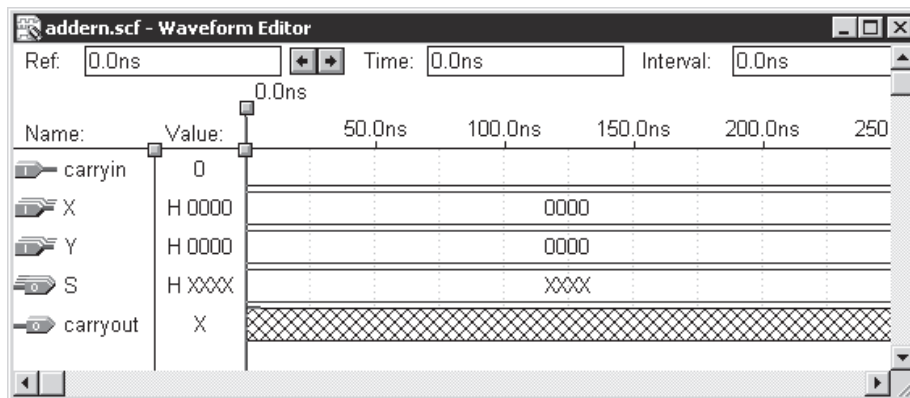 addern.scf - Waveform Editor
Ref: 0.0ns Time: 0.0ns Interval: 0.0ns
0.0ns
Name: Value: 50.0ns 100.0ns 150.0ns 200.0ns 250
carryin 0
X H 0000 0000
Y H 0000 0000
S H XXXX XXXX
carryout X